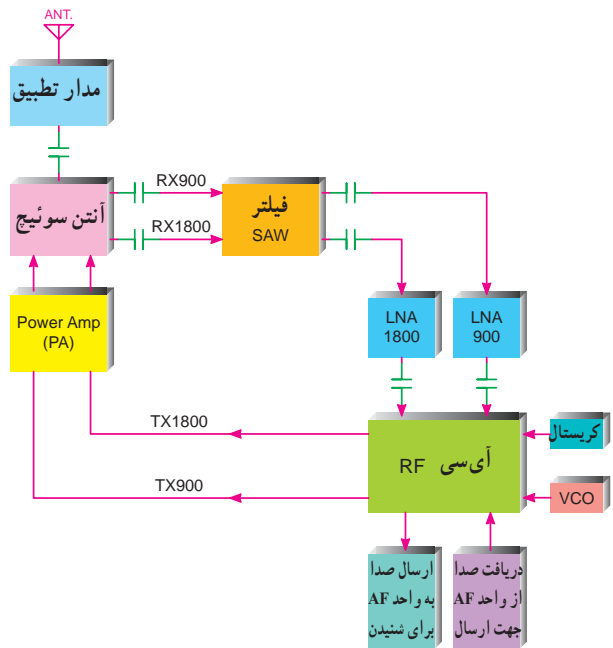 ANT.
مدار تطبیق
آنتن سوئیچ
RX900
RX1800
فیلتر
SAW
Power Amp
(PA)
LNA
1800
LNA
900
TX1800
TX900
آی‌سی RF
کریستال
VCO
ارسال صدا
به واحد AF
برای شنیدن
دریافت صدا
از واحد AF
جهت ارسال